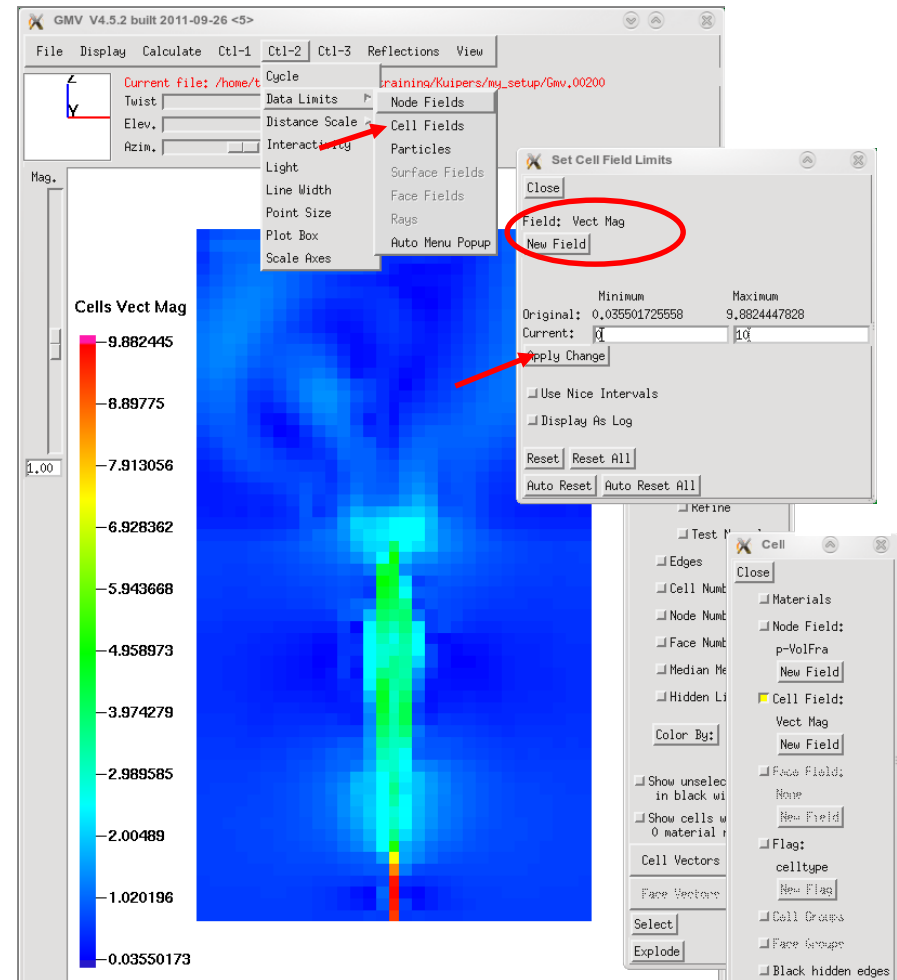 GMV V4.5.2 built 2011-09-26 <5>
File Display Calculate Ctl-1 Ctl-2 Ctl-3 Reflections View
Z
Y
Current file: /home/t training/Kuipers/my_setup/Gmv.00200
Twist
Elev.
Azim.
Cycle
Data Limits
Distance Scale
Interactivity
Light
Line Width
Point Size
Plot Box
Scale Axes
Node Fields
Cell Fields
Particles
Surface Fields
Face Fields
Rays
Auto Menu Popup
Mag.
1.00
Cells Vect Mag
9.882445
8.89775
7.913056
6.928362
5.943668
4.958973
3.974279
2.989585
2.00489
1.020196
0.03550173
Set Cell Field Limits
Close
Field: Vect Mag
New Field
Minimum Maximum
Original: 0.035501725558 9.8824447828
Current: 0 10
Apply Change
Use Nice Intervals
Display As Log
Reset Reset All
Auto Reset Auto Reset All
Refine
Test N
Edges
Cell Numb
Node Numb
Face Numb
Median Me
Hidden Li
Color By:
Show unselec
in black wi
Show cells w
0 material r
Cell Vectors
Face Vectors
Select
Explode
Cell
Close
Materials
Node Field:
p-VolFra
New Field
Cell Field:
Vect Mag
New Field
Face Field:
None
New Field
Flag:
celltype
New Flag
Cell Groups
Face Groups
Black hidden edges